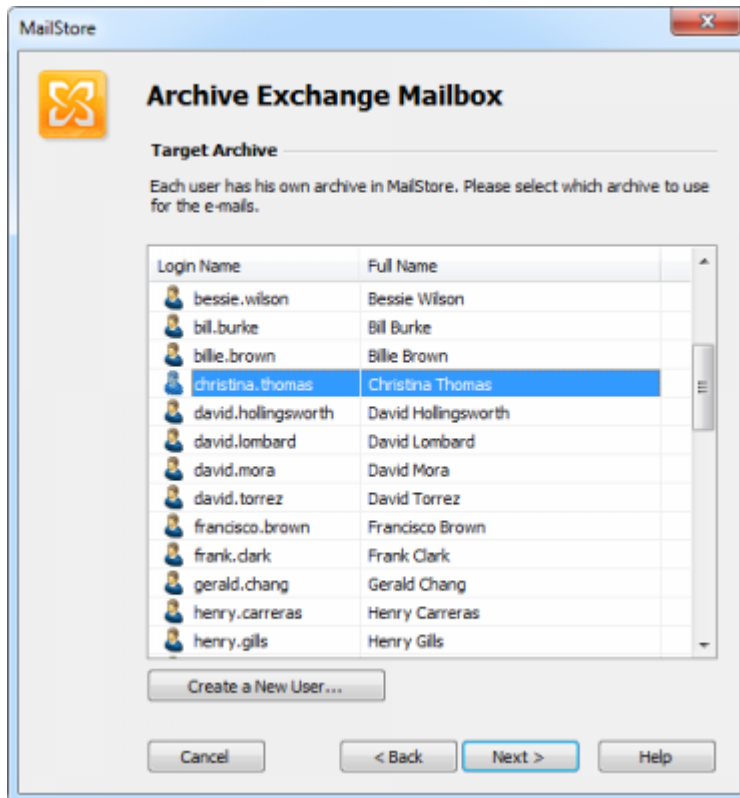 MailStore
Archive Exchange Mailbox
Target Archive
Each user has his own archive in MailStore. Please select which archive to use
for the e-mails.
Login Name Full Name
bessie.wilson Bessie Wilson
bill.burke Bill Burke
billie.brown Billie Brown
christina.thomas Christina Thomas
david.hollingsworth David Hollingsworth
david.lombard David Lombard
david.mora David Mora
david.torrez David Torrez
francisco.brown Francisco Brown
frank.clark Frank Clark
gerald.chang Gerald Chang
henry.carreras Henry Carreras
henry.gills Henry Gills
Create a New User...
Cancel < Back Next > Help